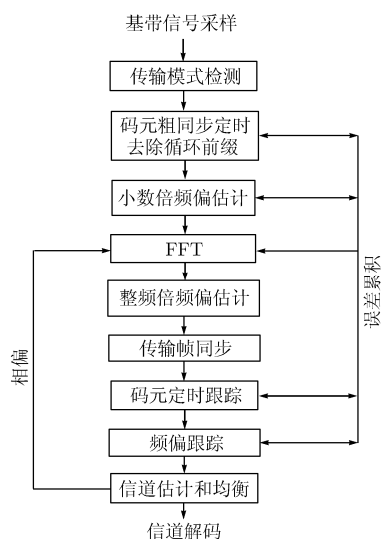 基带信号采样
传输模式检测
码元粗同步定时
去除循环前缀
小数倍频偏估计
FFT
整频倍频偏估计
传输帧同步
码元定时跟踪
频偏跟踪
信道估计和均衡
信道解码
相偏
误差累积